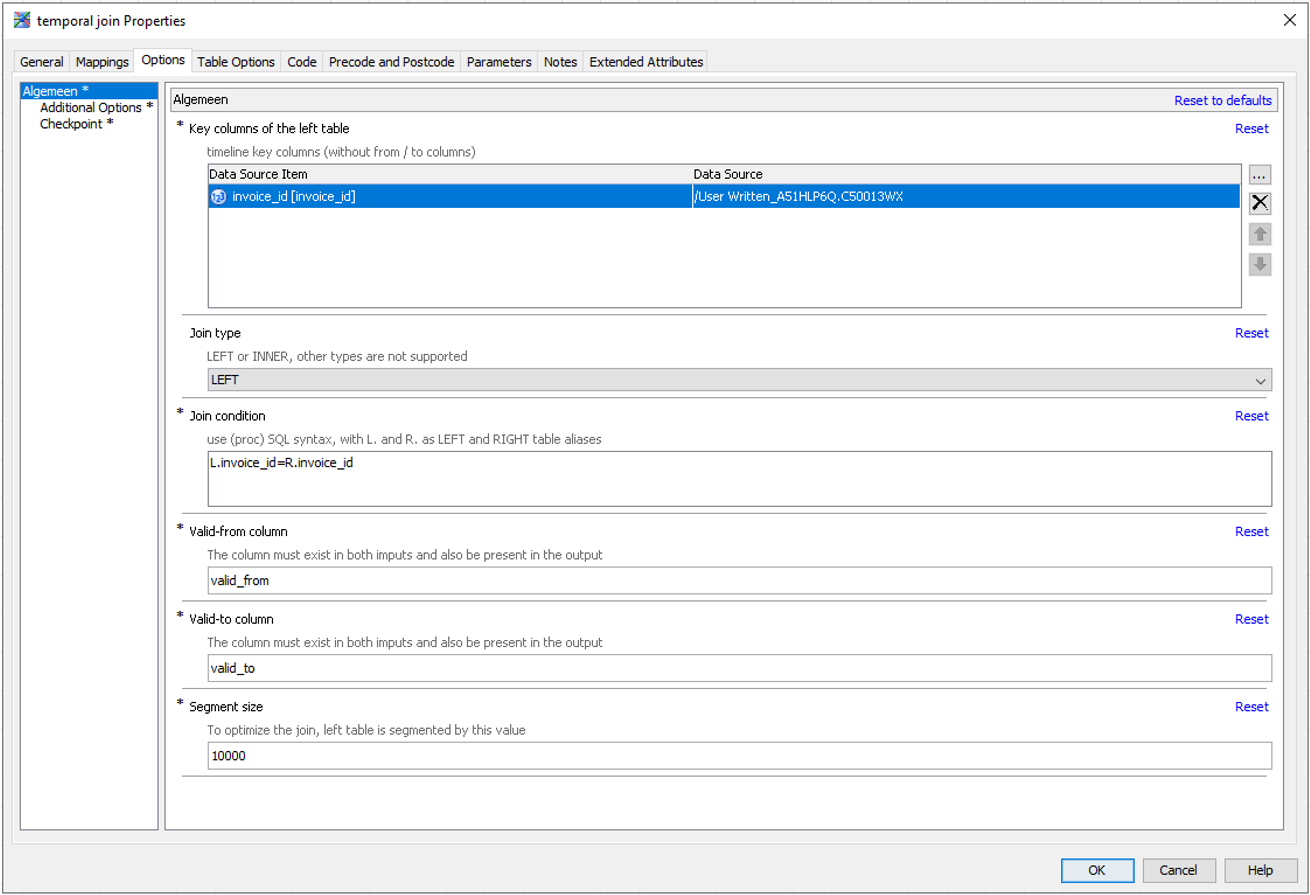 temporal join Properties
General Mappings Options Table Options Code Precode and Postcode Parameters Notes Extended Attributes
Algemeen *
Additional Options *
Checkpoint *
Algemeen Reset to defaults
* Key columns of the left table Reset
timeline key columns (without from / to columns)
Data Source Item Data Source
...
123 invoice_id [invoice_id] /User Written_A51HLP6Q.C50013WX
Join type Reset
LEFT or INNER, other types are not supported
LEFT
* Join condition Reset
use (proc) SQL syntax, with L. and R. as LEFT and RIGHT table aliases
L.invoice_id=R.invoice_id
* Valid-from column Reset
The column must exist in both imputs and also be present in the output
valid_from
* Valid-to column Reset
The column must exist in both imputs and also be present in the output
valid_to
* Segment size Reset
To optimize the join, left table is segmented by this value
10000
OK Cancel Help